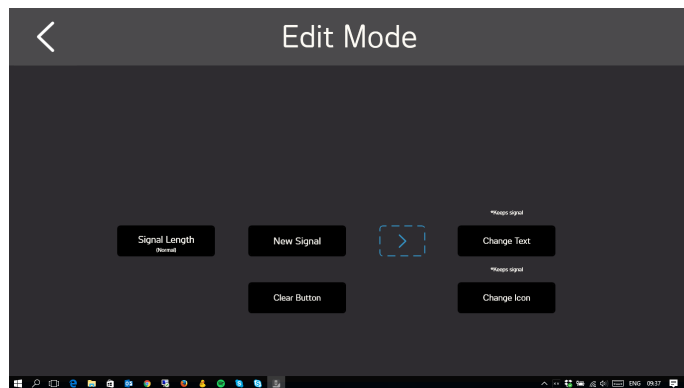 Edit Mode
*Keeps signal
Signal Length
(Normal)
New Signal
Change Text
*Keeps signal
Clear Button
Change Icon
ENG 09:37